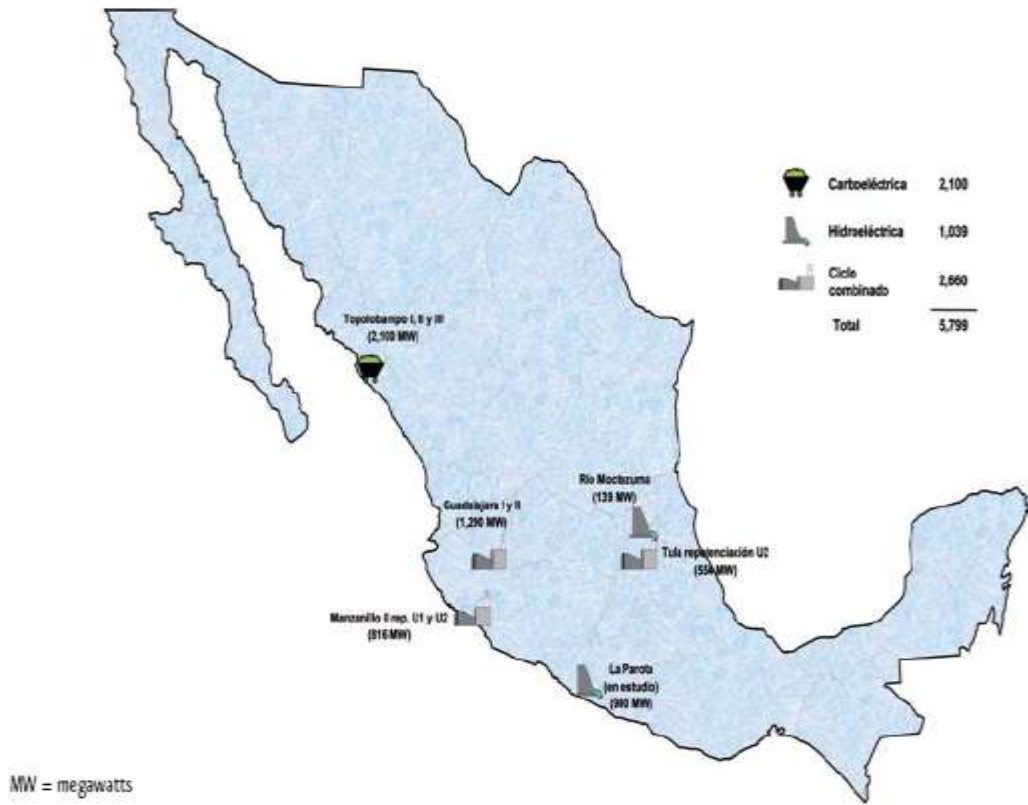 Carboeléctrica 2,100
Hidroeléctrica 1,039
Ciclo
combinado 2,660
Total 5,799
Topolobampo I, II y III
(2,100 MW)
Río Moctezuma
(139 MW)
Guadalajara I y II
(1,290 MW)
Tula repotenciación U2
(554 MW)
Manzanillo II rep. U1 y U2
(816 MW)
La Parota
(en estudio)
(900 MW)
MW = megawatts